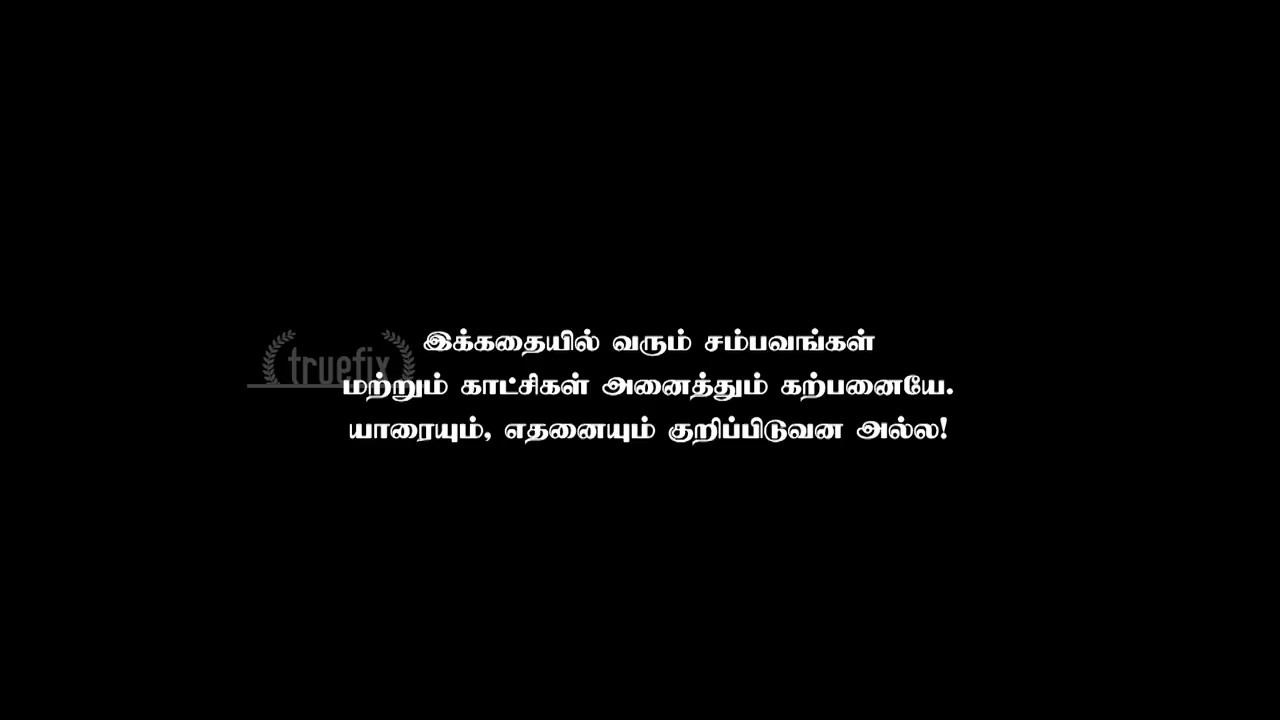 truefix
இக்கதையில் வரும் சம்பவங்கள்
மற்றும் காட்சிகள் அனைத்தும் கற்பனையே.
யாரையும், எதனையும் குறிப்பிடுவன அல்ல!